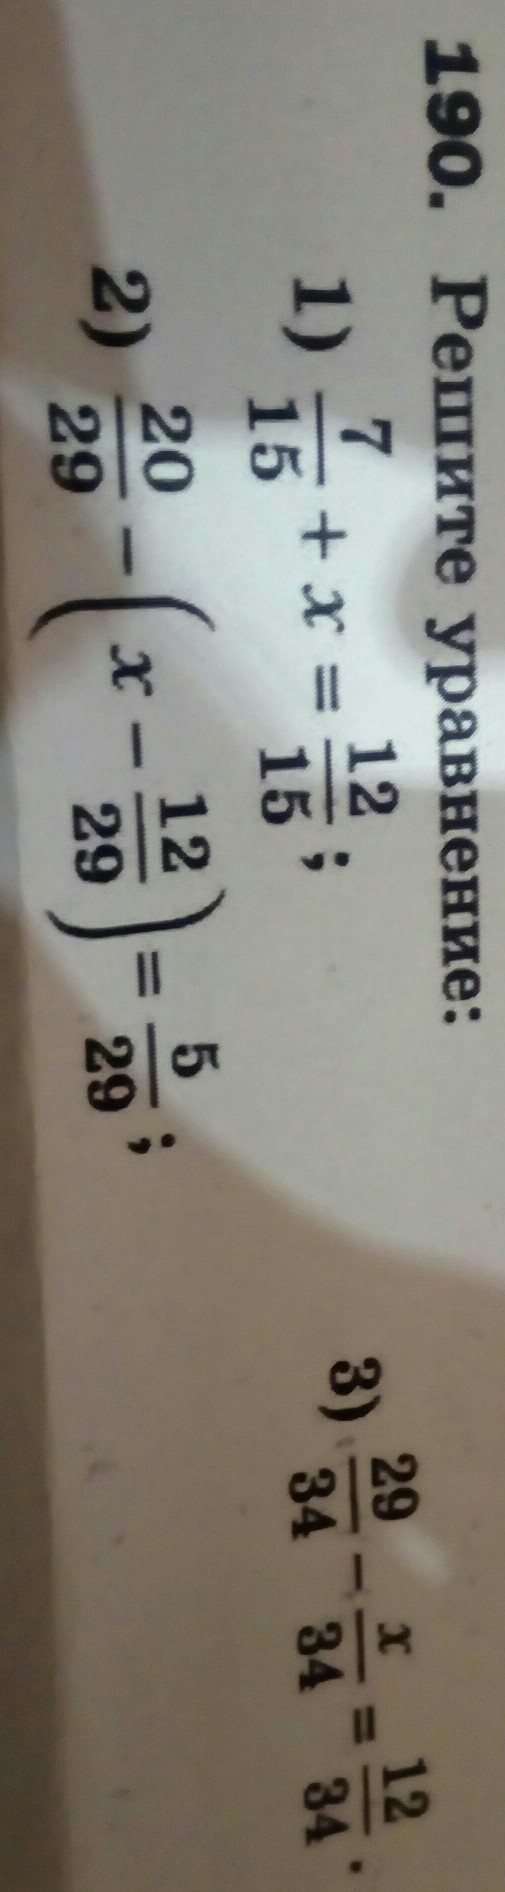 190. Решите уравнение:
1) 7/15 + x = 12/15;
3) 29/34 − x/34 = 12/34.
2) 20/29 − (x − 12/29) = 5/29;